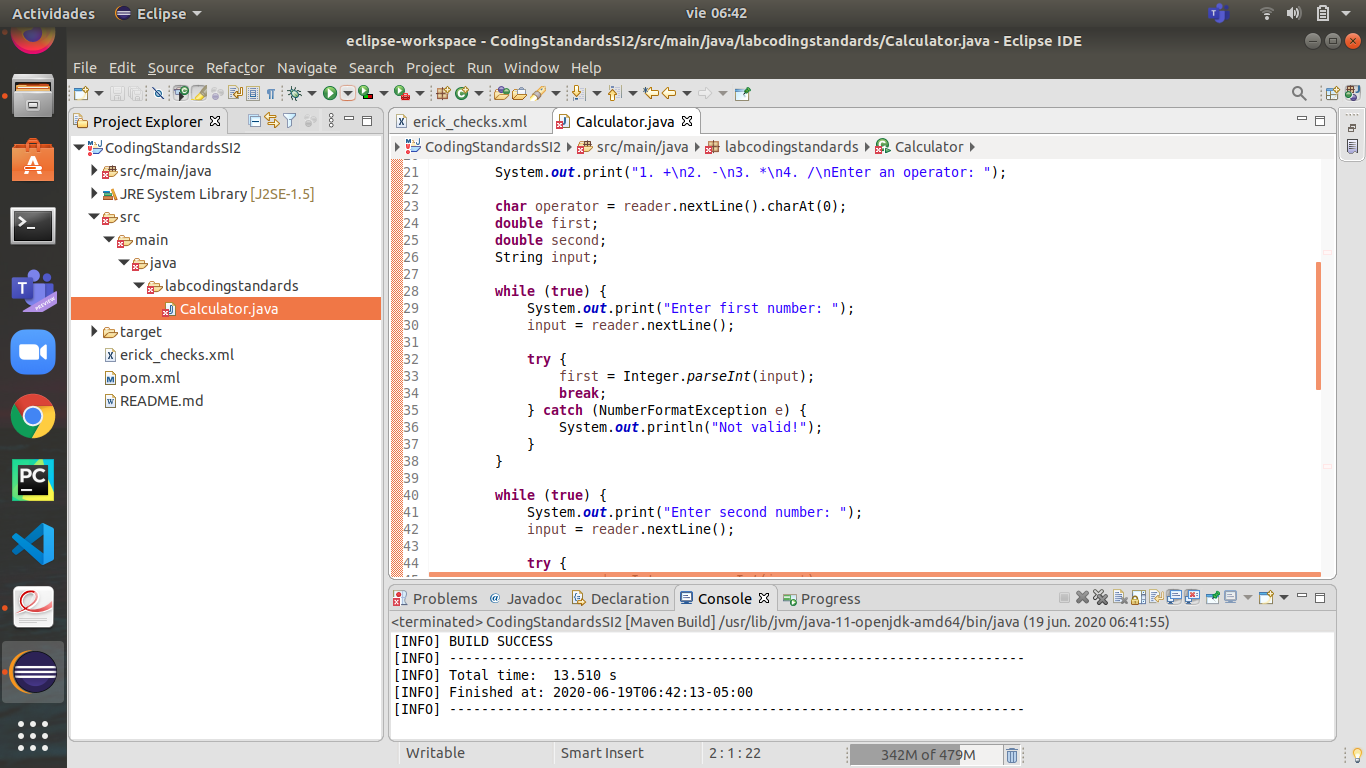 Actividades Eclipse vie 06:42
eclipse-workspace - CodingStandardsSI2/src/main/java/labcodingstandards/Calculator.java - Eclipse IDE
File Edit Source Refactor Navigate Search Project Run Window Help
Project Explorer
CodingStandardsSI2
src/main/java
JRE System Library [J2SE-1.5]
src
main
java
labcodingstandards
Calculator.java
target
erick_checks.xml
pom.xml
README.md
erick_checks.xml Calculator.java
CodingStandardsSI2 src/main/java labcodingstandards Calculator
21 System.out.print("1. +\n2. -\n3. *\n4. /\nEnter an operator: ");
22
23 char operator = reader.nextLine().charAt(0);
24 double first;
25 double second;
26 String input;
27
28 while (true) {
29 System.out.print("Enter first number: ");
30 input = reader.nextLine();
31
32 try {
33 first = Integer.parseInt(input);
34 break;
35 } catch (NumberFormatException e) {
36 System.out.println("Not valid!");
37 }
38 }
39
40 while (true) {
41 System.out.print("Enter second number: ");
42 input = reader.nextLine();
43
44 try {
Problems Javadoc Declaration Console Progress
<terminated> CodingStandardsSI2 [Maven Build] /usr/lib/jvm/java-11-openjdk-amd64/bin/java (19 jun. 2020 06:41:55)
[INFO] BUILD SUCCESS
[INFO] ------------------------------------------------------------------------
[INFO] Total time:  13.510 s
[INFO] Finished at: 2020-06-19T06:42:13-05:00
[INFO] ------------------------------------------------------------------------
Writable Smart Insert 2 : 1 : 22 342M of 479M